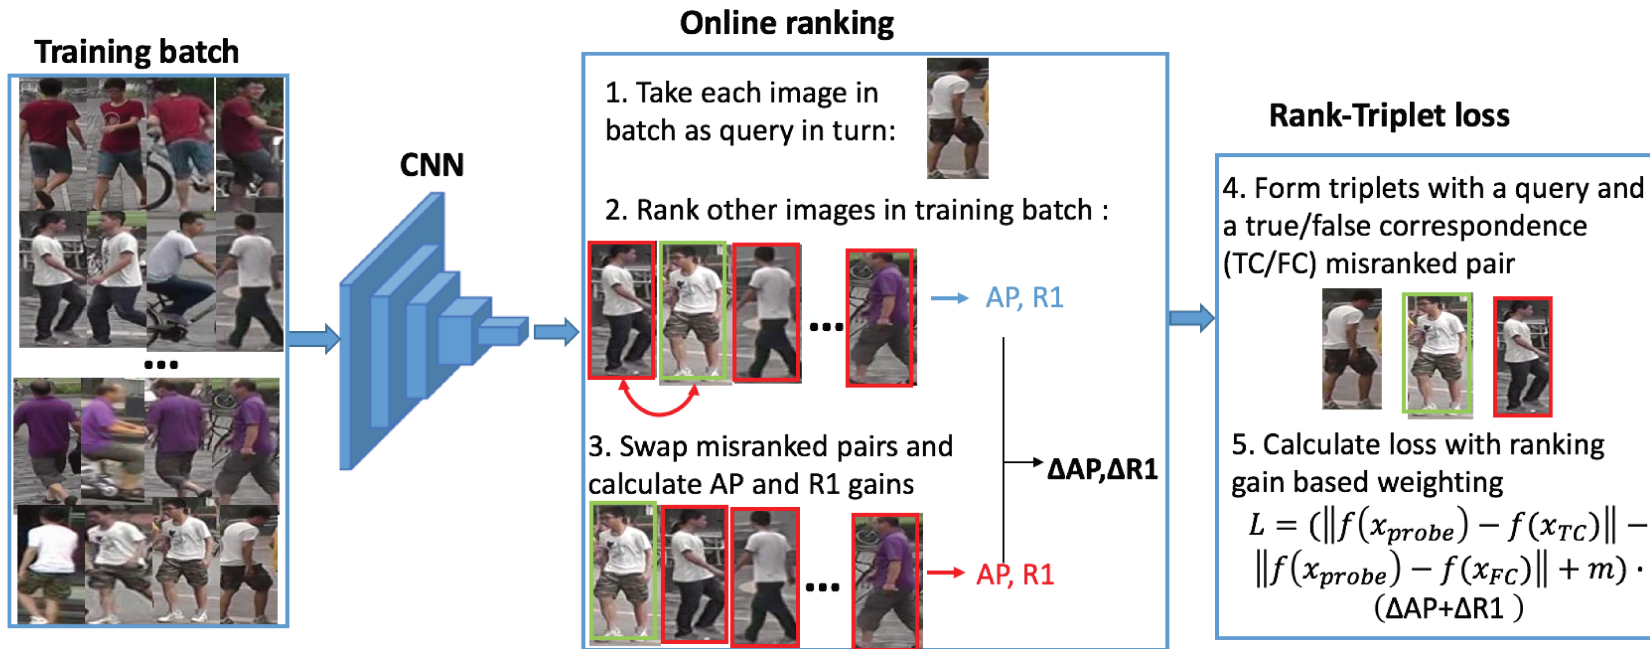 Training batch
...
CNN
Online ranking
1. Take each image in
batch as query in turn:
2. Rank other images in training batch :
...
AP, R1
3. Swap misranked pairs and
calculate AP and R1 gains
ΔAP,ΔR1
...
AP, R1
Rank-Triplet loss
4. Form triplets with a query and
a true/false correspondence
(TC/FC) misranked pair
5. Calculate loss with ranking
gain based weighting
L = (‖f(x_probe) − f(x_TC)‖ −
‖f(x_probe) − f(x_FC)‖ + m) ·
(ΔAP+ΔR1 )